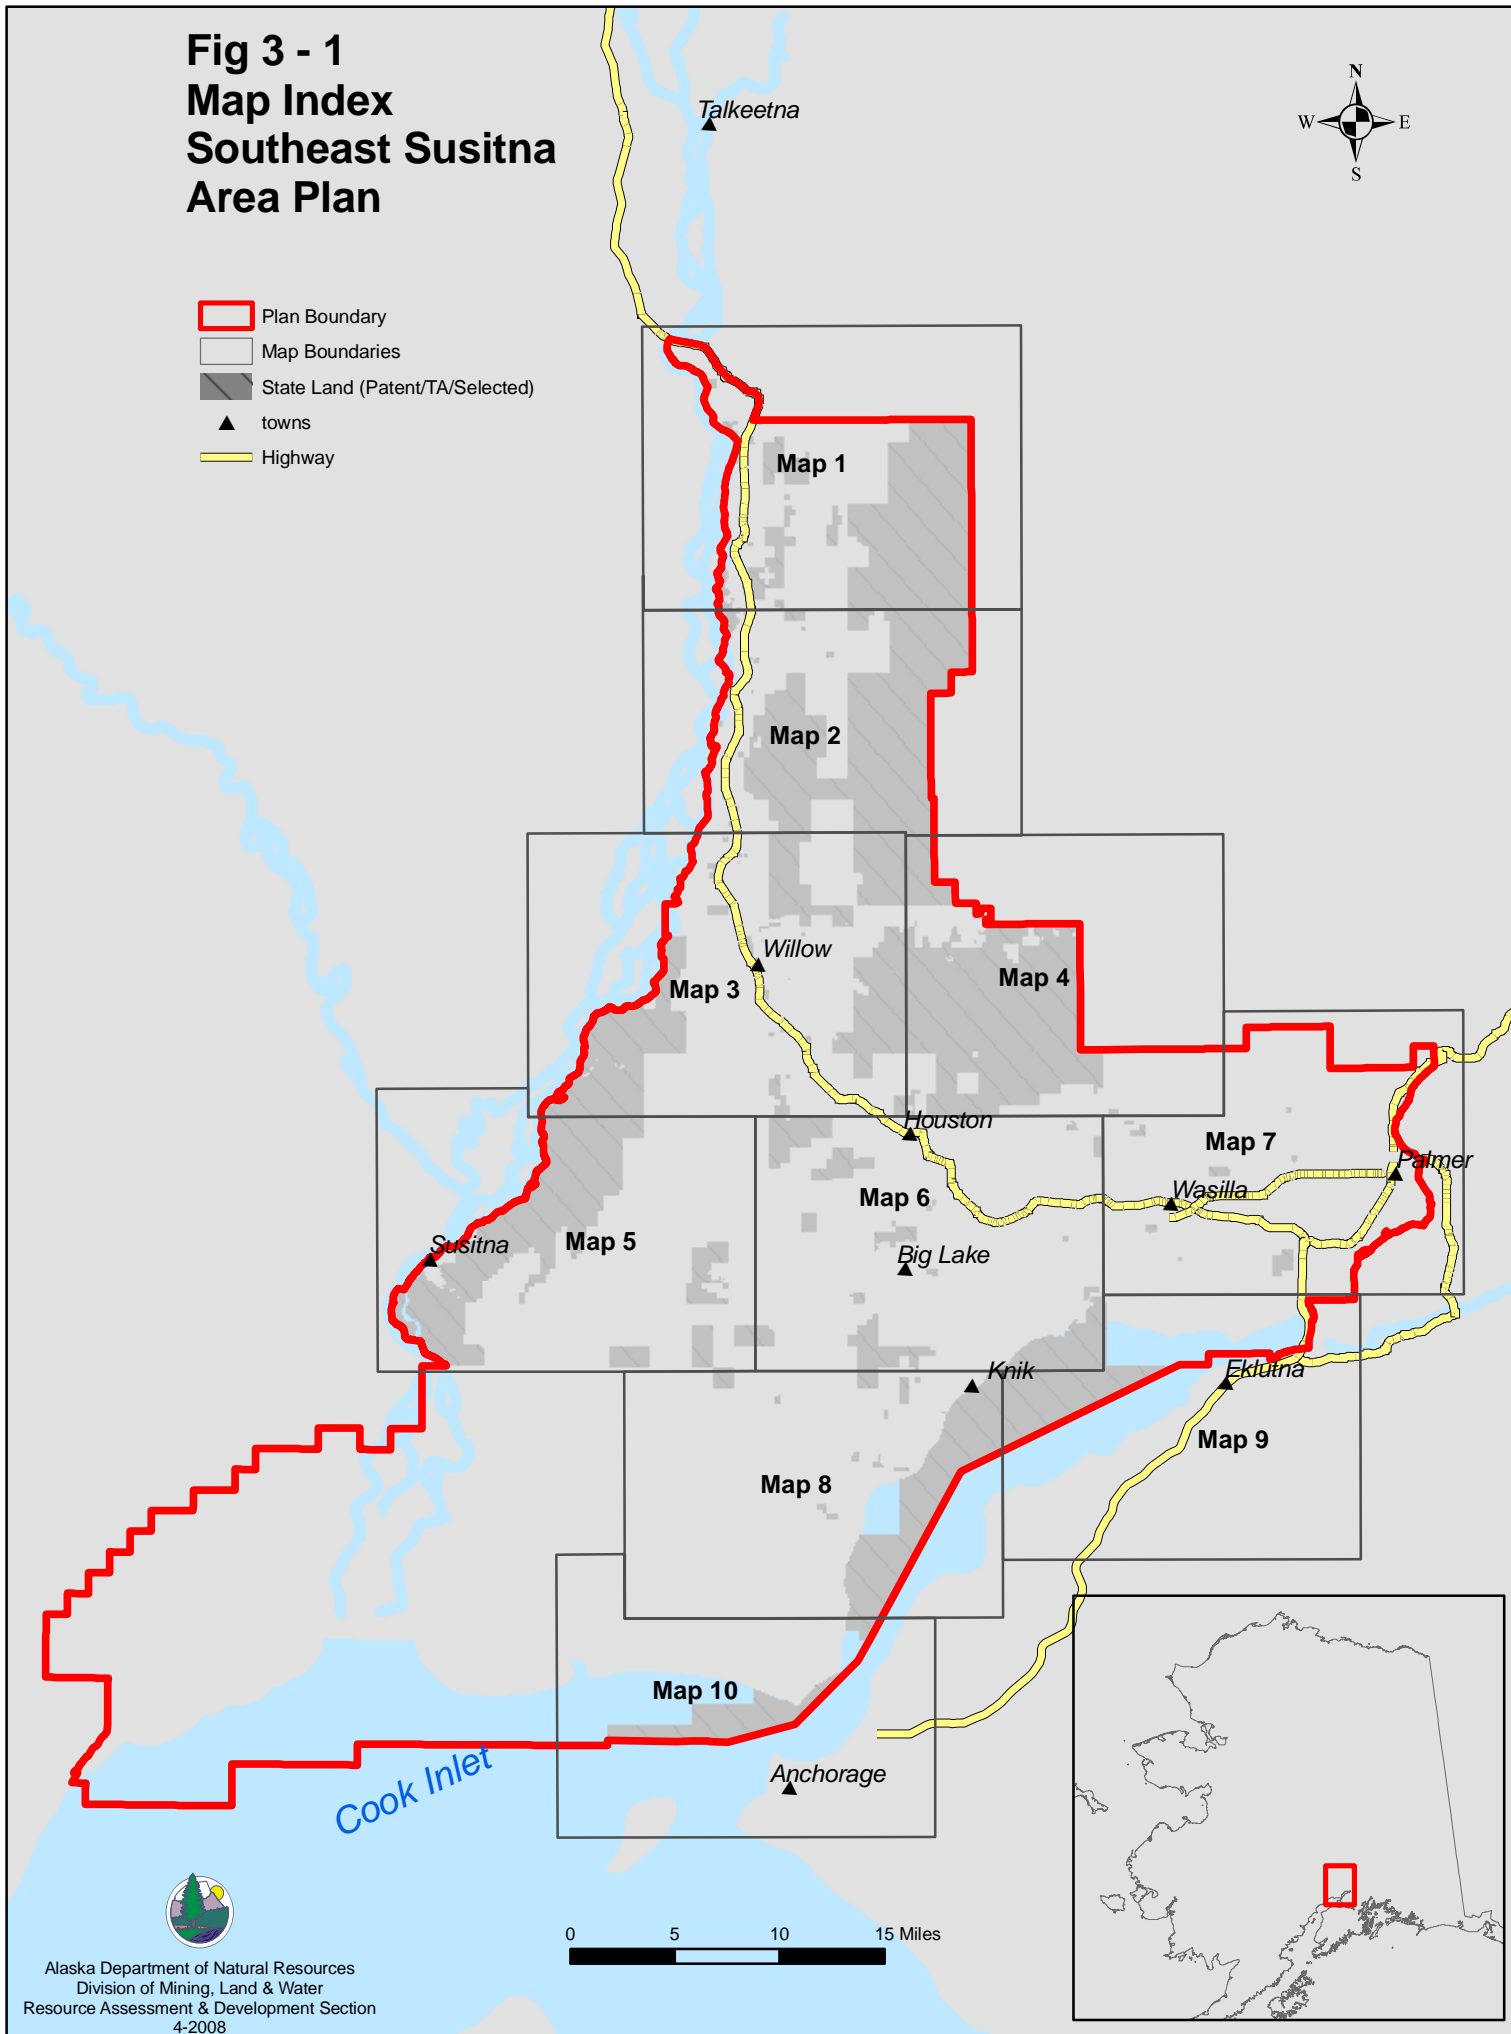 Fig 3 - 1
Map Index
Southeast Susitna
Area Plan
N
W
E
S
Talkeetna
Plan Boundary
Map Boundaries
State Land (Patent/TA/Selected)
towns
Highway
Map 1
Map 2
Willow
Map 3
Map 4
Houston
Map 7
Palmer
Map 6
Wasilla
Susitna
Map 5
Big Lake
Knik
Eklutna
Map 9
Map 8
Map 10
Cook Inlet
Anchorage
0 5 10 15 Miles
Alaska Department of Natural Resources
Division of Mining, Land & Water
Resource Assessment & Development Section
4-2008